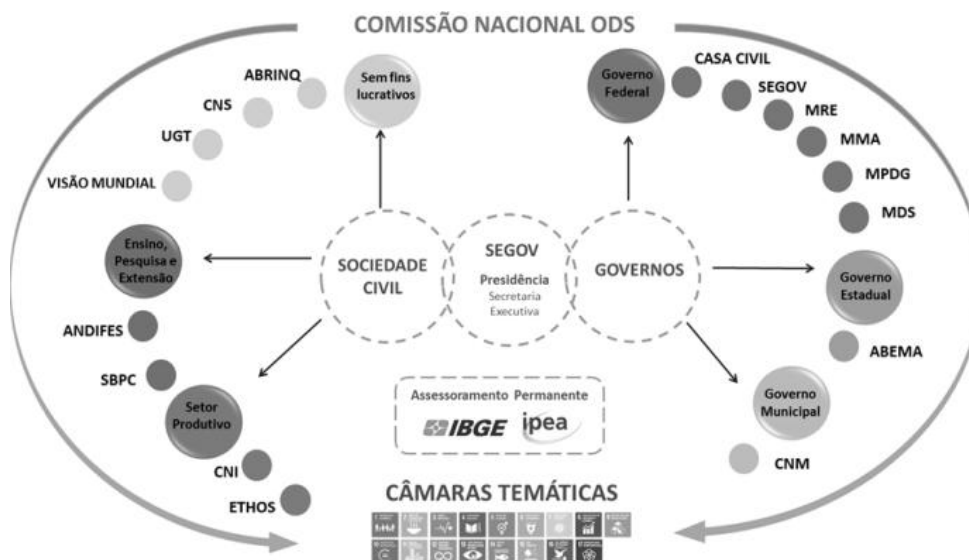 COMISSÃO NACIONAL ODS
ABRINQ
Sem fins
lucrativos
CNS
UGT
VISÃO MUNDIAL
Ensino,
Pesquisa e
Extensão
ANDIFES
SBPC
Setor
Produtivo
CNI
ETHOS
SOCIEDADE
CIVIL
SEGOV
Presidência
Secretaria
Executiva
GOVERNOS
Governo
Federal
CASA CIVIL
SEGOV
MRE
MMA
MPDG
MDS
Governo
Estadual
ABEMA
Governo
Municipal
CNM
Assessoramento Permanente
IBGE ipea
CÂMARAS TEMÁTICAS